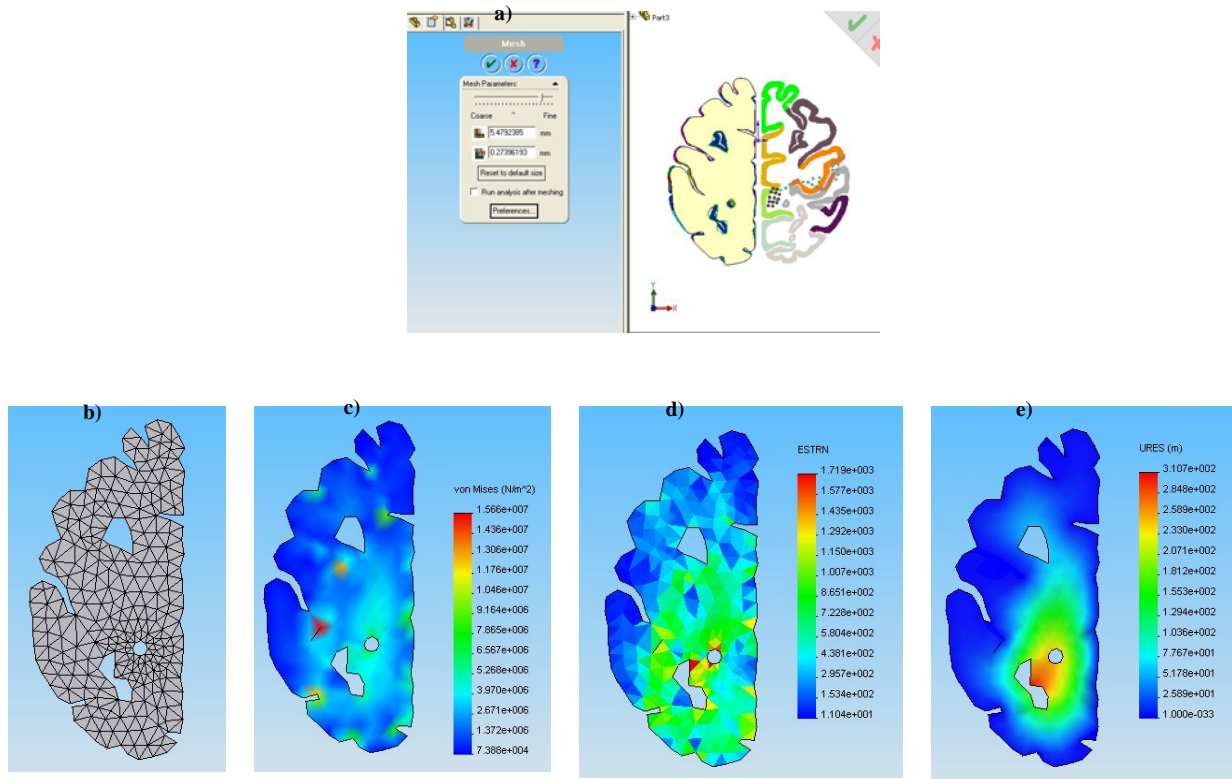 a)
Part3
Mesh
Mesh Parameters:
Coarse Fine
5.4792385 mm
0.27396193 mm
Reset to default size
Run analysis after meshing
Preferences...
Y
X
b)
c)
von Mises (N/m^2)
1.566e+007
1.436e+007
1.306e+007
1.176e+007
1.046e+007
9.164e+006
7.865e+006
6.567e+006
5.268e+006
3.970e+006
2.671e+006
1.372e+006
7.388e+004
d)
ESTRN
1.719e+003
1.577e+003
1.435e+003
1.292e+003
1.150e+003
1.007e+003
8.651e+002
7.228e+002
5.804e+002
4.381e+002
2.957e+002
1.534e+002
1.104e+001
e)
URES (m)
3.107e+002
2.848e+002
2.589e+002
2.330e+002
2.071e+002
1.812e+002
1.553e+002
1.294e+002
1.036e+002
7.767e+001
5.178e+001
2.589e+001
1.000e-033